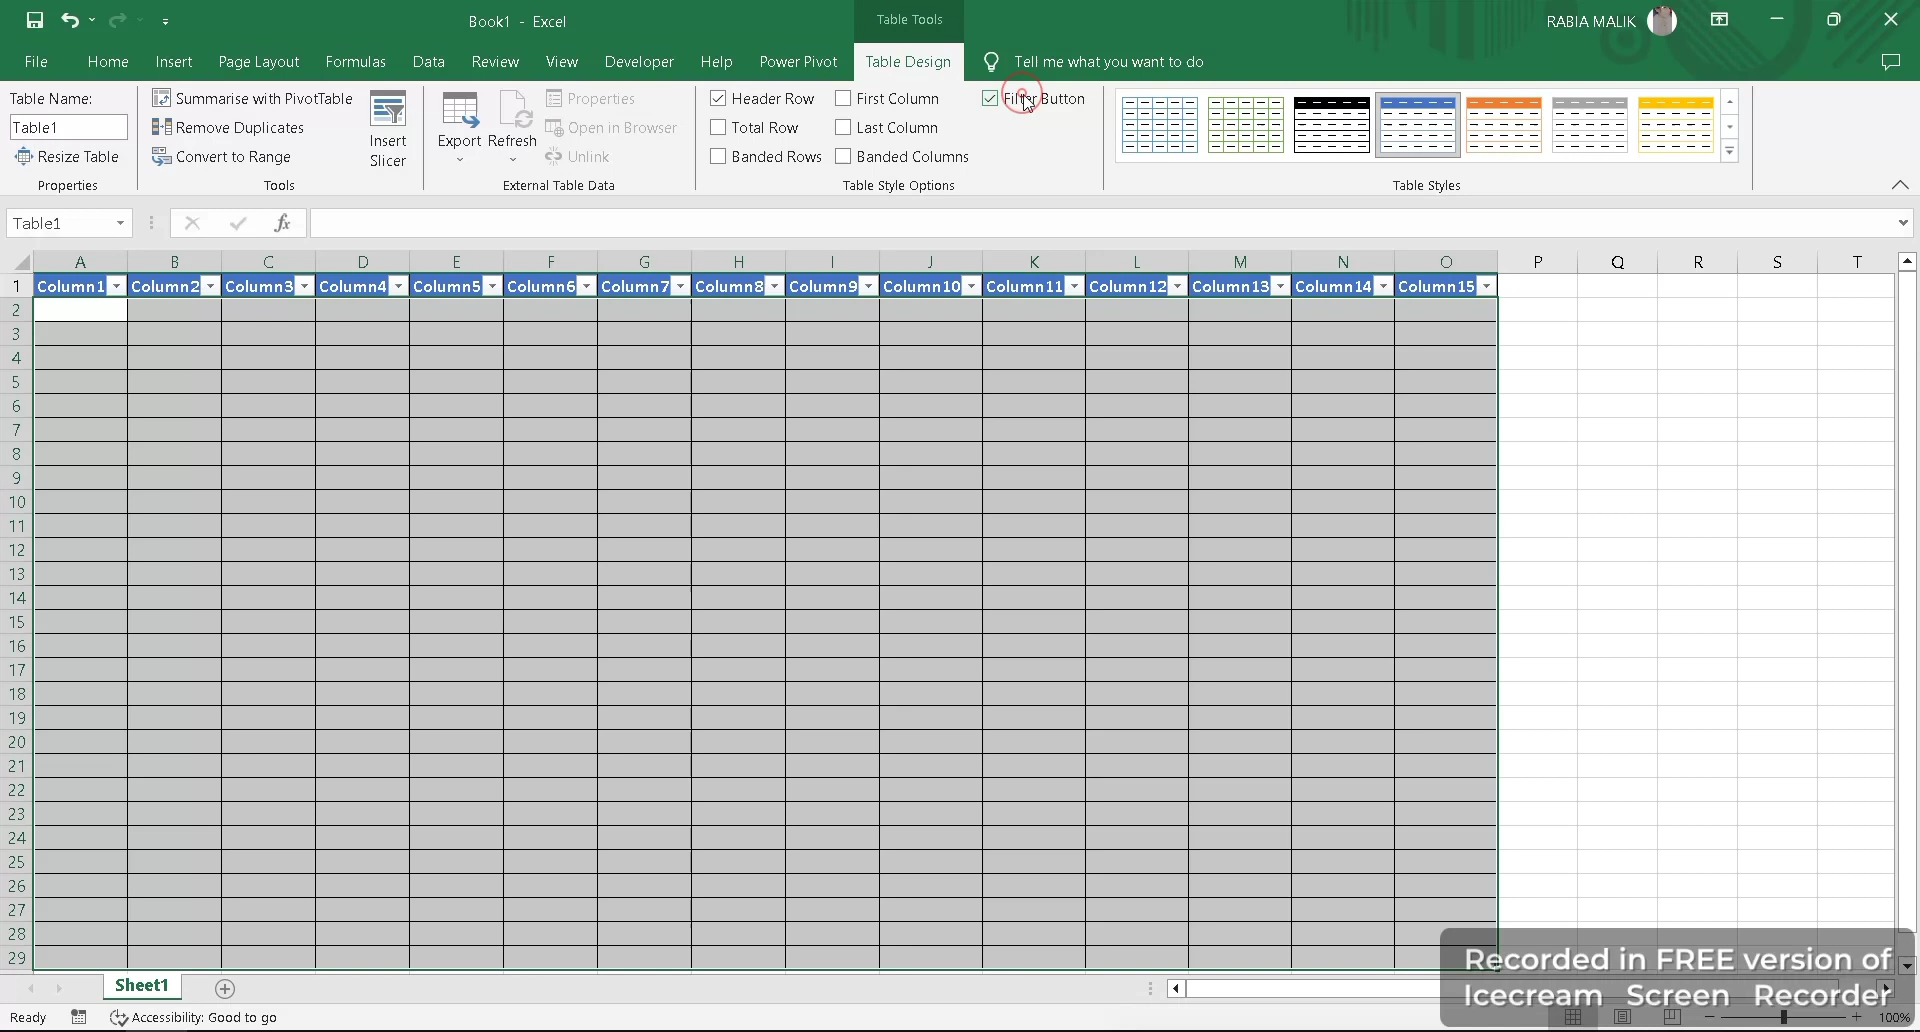 Book1 - Excel
Table Tools
RABIA MALIK
File Home Insert Page Layout Formulas Data Review View Developer Help Power Pivot Table Design Tell me what you want to do
Table Name:
Table1
Resize Table
Properties
Summarise with PivotTable
Remove Duplicates
Convert to Range
Insert
Slicer
Tools
Export Refresh
Properties
Open in Browser
Unlink
External Table Data
Header Row First Column Filter Button
Total Row Last Column
Banded Rows Banded Columns
Table Style Options
Table Styles
Table1 fx
A B C D E F G H I J K L M N O P Q R S T
1 Column1 Column2 Column3 Column4 Column5 Column6 Column7 Column8 Column9 Column10 Column11 Column12 Column13 Column14 Column15
2
3
4
5
6
7
8
9
10
11
12
13
14
15
16
17
18
19
20
21
22
23
24
25
26
27
28
29
Sheet1
Recorded in FREE version of
Icecream Screen Recorder
Ready Accessibility: Good to go 100%